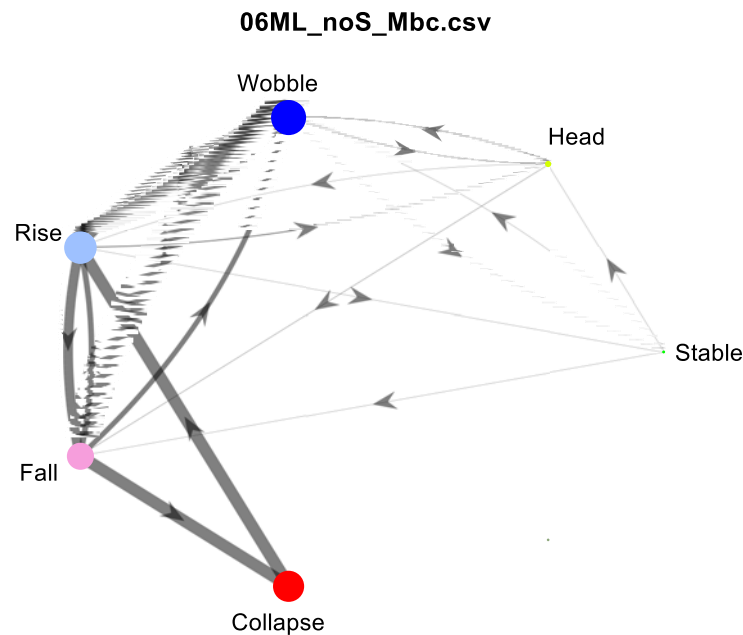 06ML_noS_Mbc.csv
Wobble
Head
Rise
Stable
Fall
Collapse